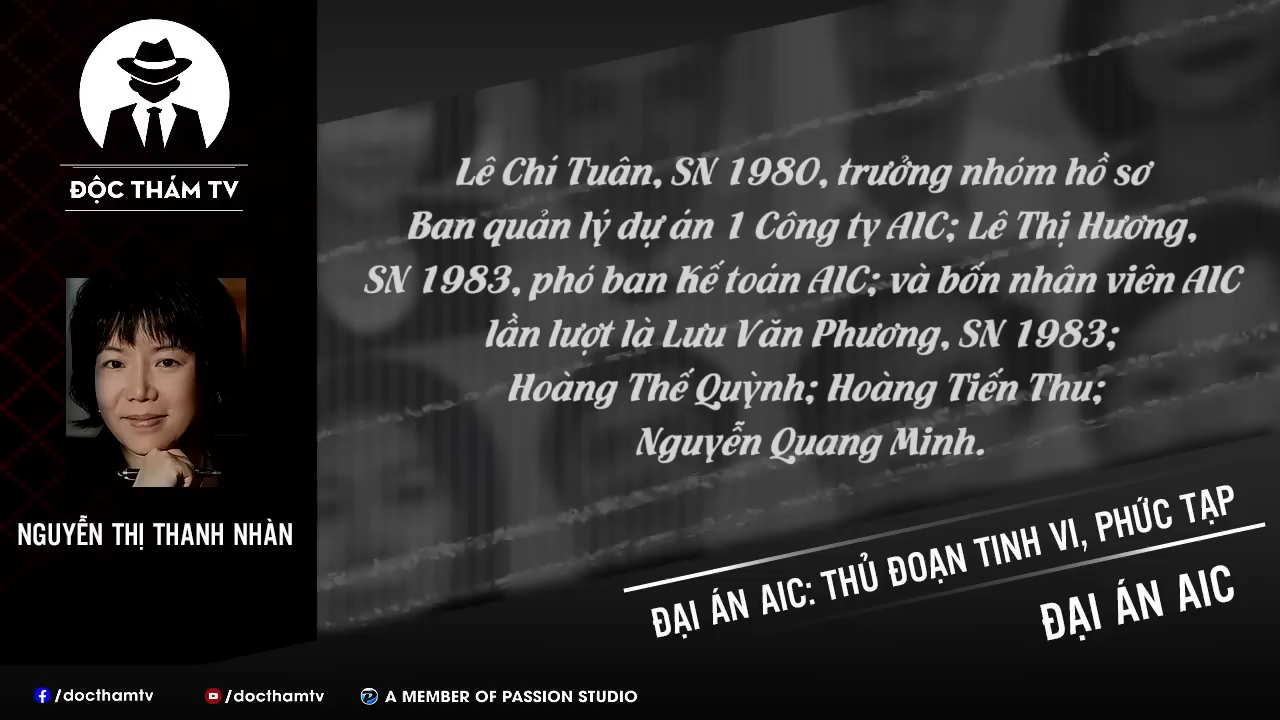 ĐỘC THÁM TV
NGUYỄN THỊ THANH NHÀN
Lê Chí Tuân, SN 1980, trưởng nhóm hồ sơ
Ban quản lý dự án 1 Công ty AIC; Lê Thị Hương,
SN 1983, phó ban Kế toán AIC; và bốn nhân viên AIC
lần lượt là Lưu Văn Phương, SN 1983;
Hoàng Thế Quỳnh; Hoàng Tiến Thu;
Nguyễn Quang Minh.
ĐẠI ÁN AIC: THỦ ĐOẠN TINH VI, PHỨC TẠP
ĐẠI ÁN AIC
/docthamtv
/docthamtv
A MEMBER OF PASSION STUDIO